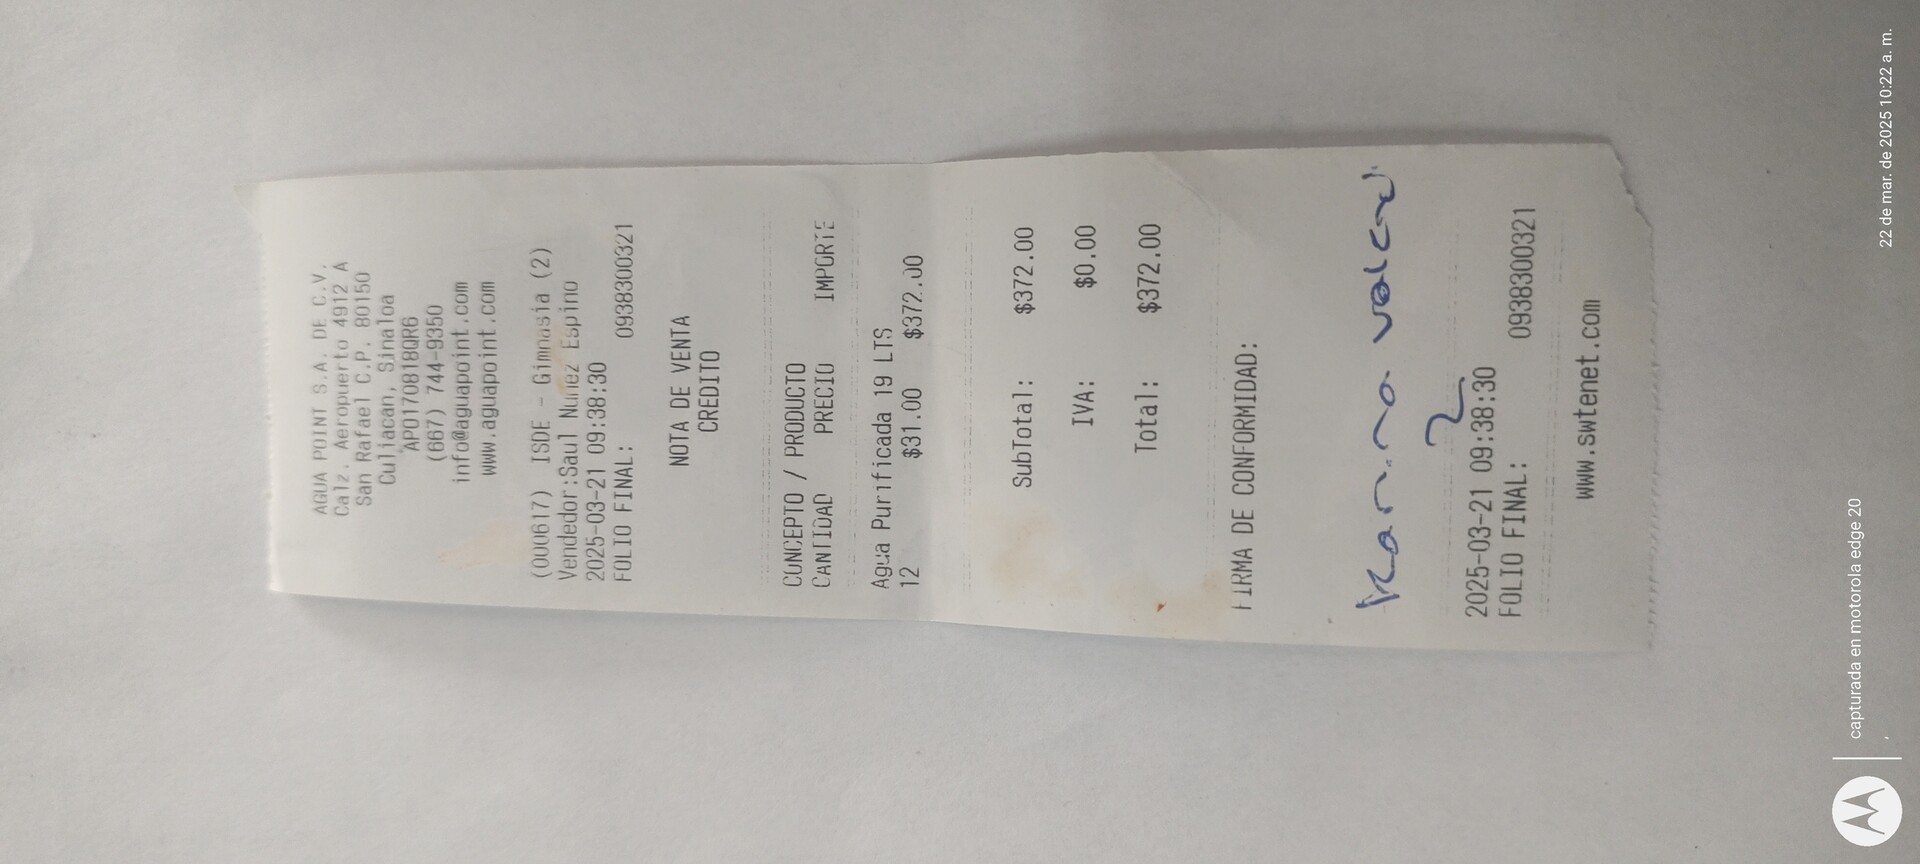 AGUA POINT S.A. DE C.V.
Calz. Aeropuerto 4912 A
San Rafael C.P. 80150
Culiacan, Sinaloa
APO170818QR6
(667) 744-9350
info@aguapoint.com
www.aguapoint.com
(000617) ISDE - Gimnasia (2)
Vendedor:Saul Nuñez Espino
2025-03-21 09:38:30
FOLIO FINAL: 0938300321
NOTA DE VENTA
CREDITO
CONCEPTO / PRODUCTO
CANTIDAD PRECIO IMPORTE
Agua Purificada 19 LTS
12 $31.00 $372.00
SubTotal: $372.00
IVA: $0.00
Total: $372.00
FIRMA DE CONFORMIDAD:
2025-03-21 09:38:30
FOLIO FINAL: 0938300321
www.swtenet.com
capturada en motorola edge 20
22 de mar. de 2025 10:22 a. m.